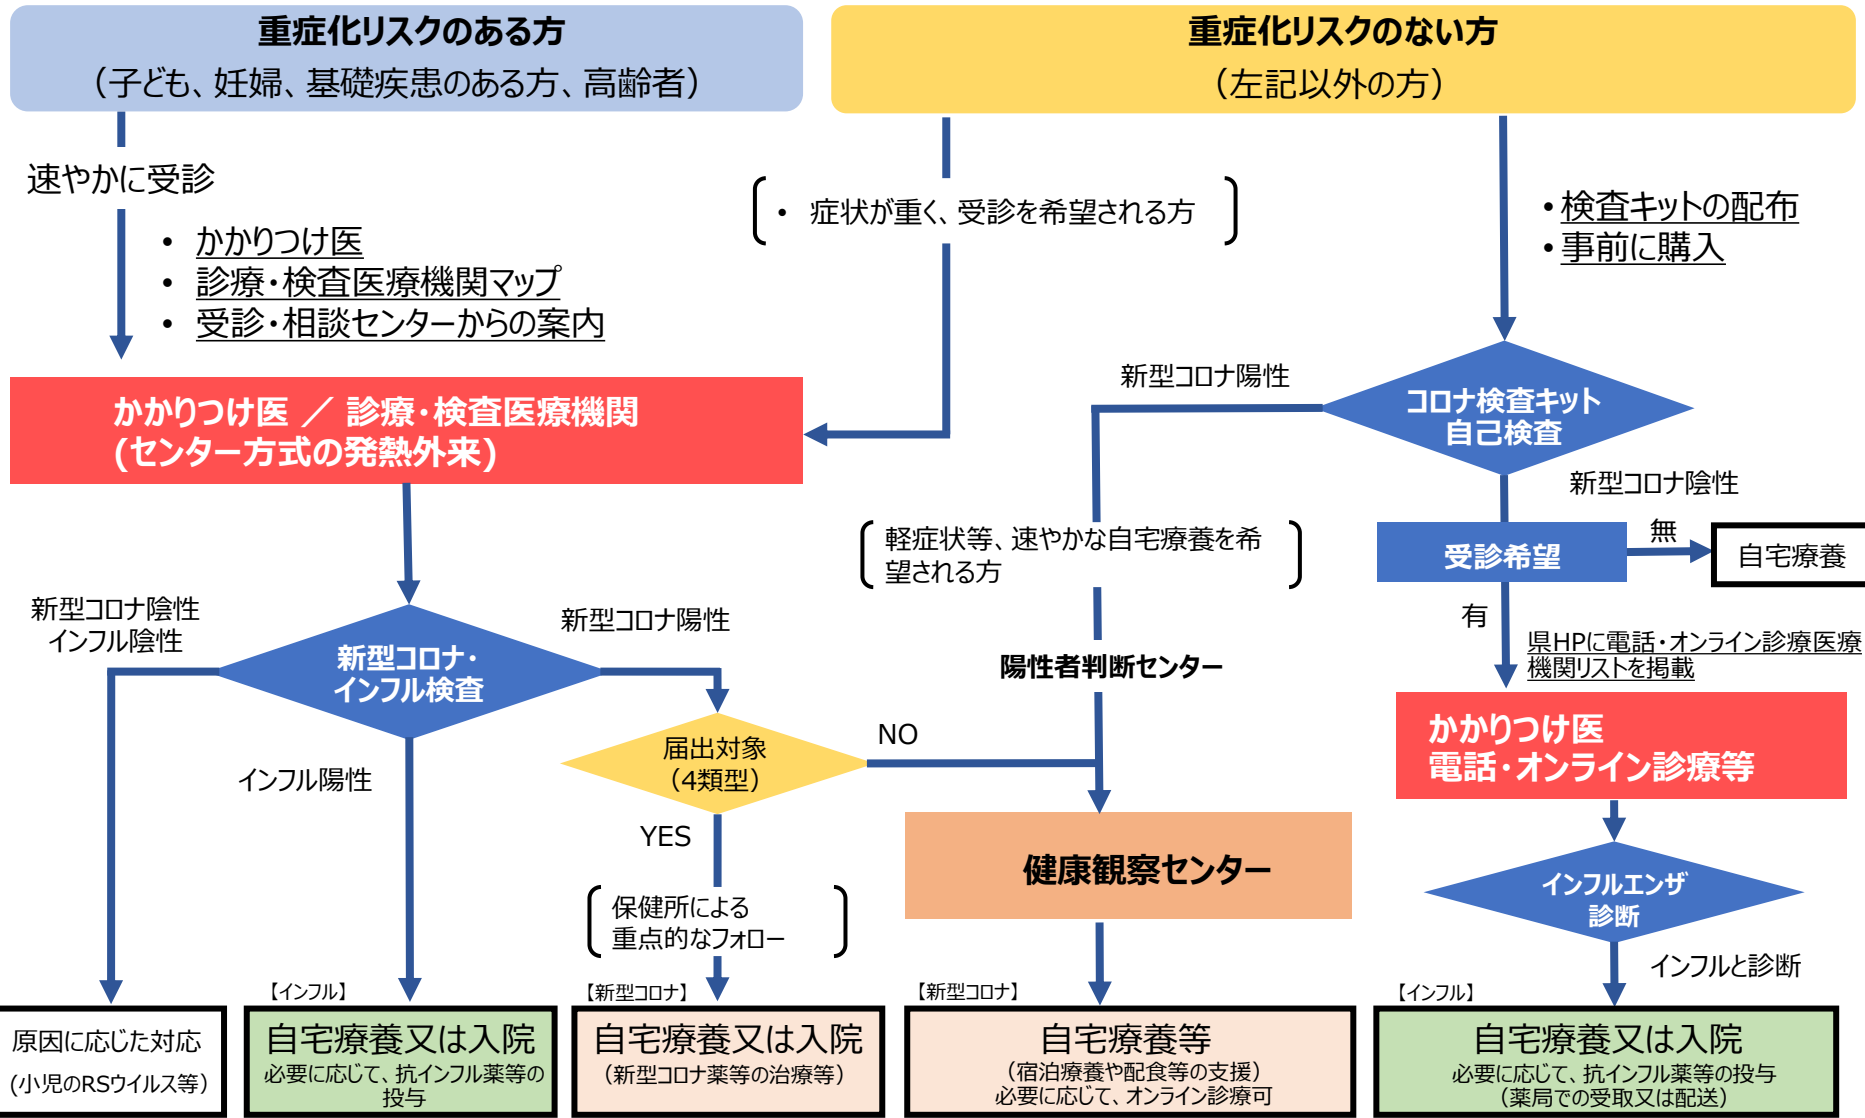 重症化リスクのある方
（子ども、妊婦、基礎疾患のある方、高齢者）
重症化リスクのない方
（左記以外の方）
速やかに受診
• かかりつけ医
• 診療・検査医療機関マップ
• 受診・相談センターからの案内
• 症状が重く、受診を希望される方
• 検査キットの配布
• 事前に購入
かかりつけ医 ／ 診療・検査医療機関
(センター方式の発熱外来)
新型コロナ陽性
コロナ検査キット
自己検査
新型コロナ陰性
軽症状等、速やかな自宅療養を希
望される方
受診希望
無
自宅療養
有
県HPに電話・オンライン診療医療
機関リストを掲載
新型コロナ陰性
インフル陰性
新型コロナ・
インフル検査
新型コロナ陽性
陽性者判断センター
インフル陽性
届出対象
（4類型）
NO
YES
かかりつけ医
電話・オンライン診療等
保健所による
重点的なフォロー
健康観察センター
インフルエンザ
診断
インフルと診断
原因に応じた対応
(小児のRSウイルス等)
【インフル】
自宅療養又は入院
必要に応じて、抗インフル薬等の
投与
【新型コロナ】
自宅療養又は入院
（新型コロナ薬等の治療等）
【新型コロナ】
自宅療養等
（宿泊療養や配食等の支援）
必要に応じて、オンライン診療可
【インフル】
自宅療養又は入院
必要に応じて、抗インフル薬等の投与
（薬局での受取又は配送）